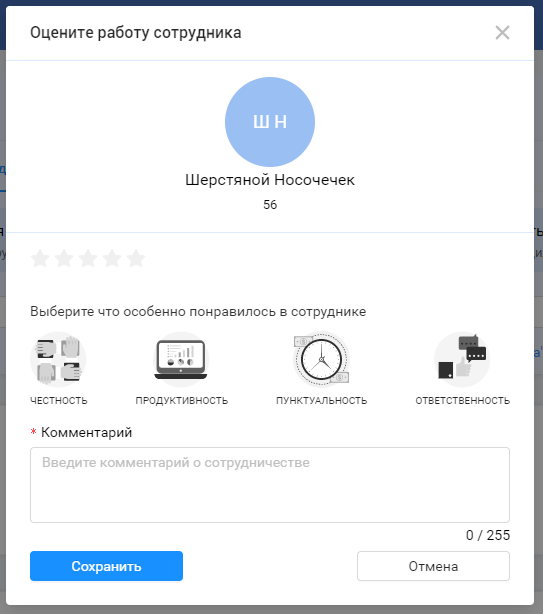 Оцените работу сотрудника
Ш Н
Шерстяной Носочечек
56
Выберите что особенно понравилось в сотруднике
ЧЕСТНОСТЬ
ПРОДУКТИВНОСТЬ
ПУНКТУАЛЬНОСТЬ
ОТВЕТСТВЕННОСТЬ
* Комментарий
Введите комментарий о сотрудничестве
0 / 255
Сохранить
Отмена